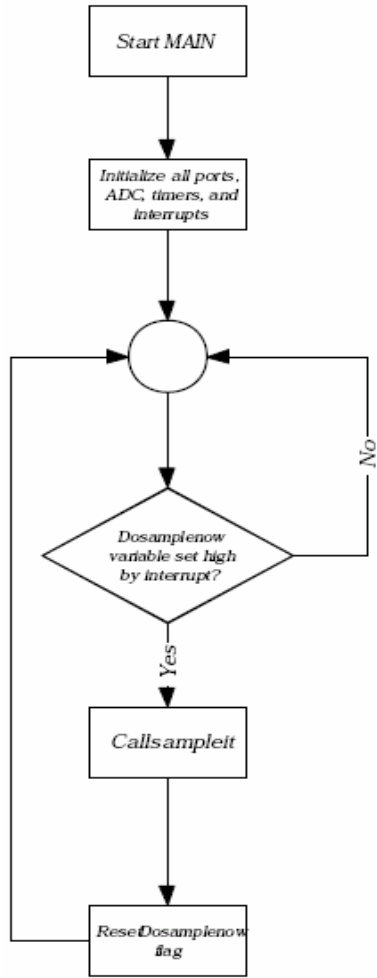 Start MAIN
Initialize all ports,
ADC, timers, and
interrupts
Dosamplenow
variable set high
by interrupt?
No
Yes
Callsampleit
ResetDosamplenow
flag